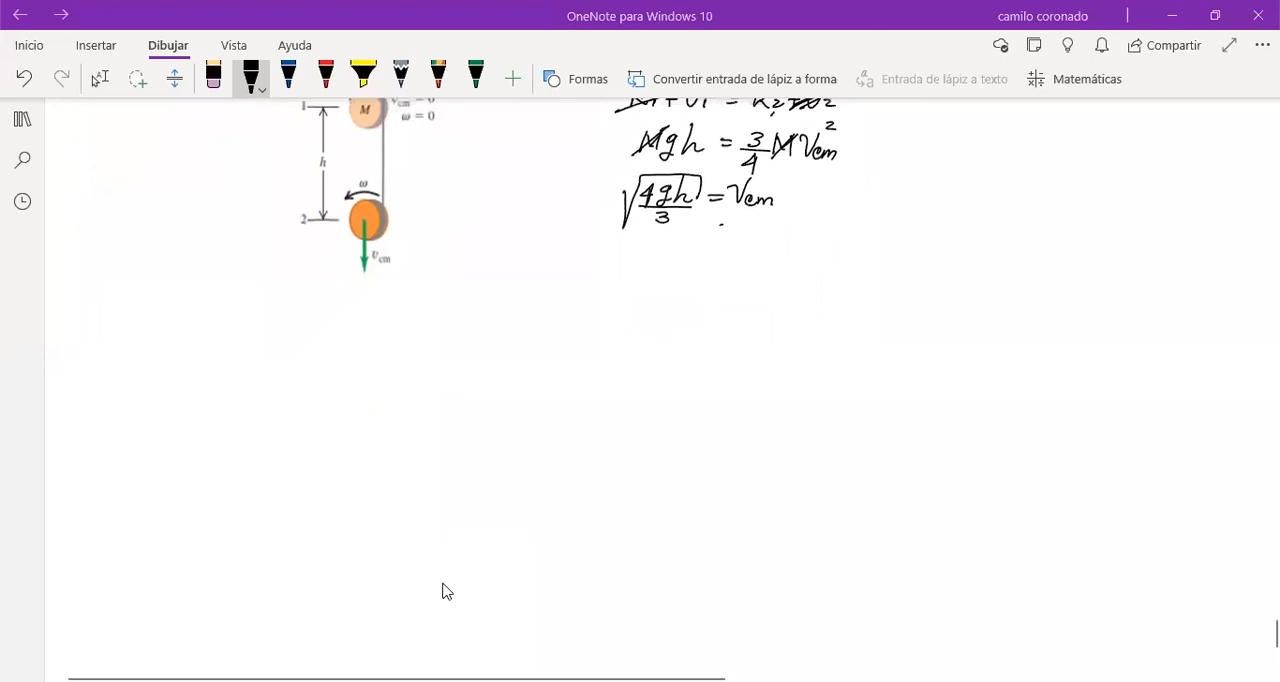 OneNote para Windows 10
camilo coronado
Inicio Insertar Dibujar Vista Ayuda
Compartir
Formas Convertir entrada de lápiz a forma Entrada de lápiz a texto Matemáticas
1 M
ω = 0
h
ω
2
v cm
Mgh = 3/4 M Vcm²
√(4gh/3) = Vcm